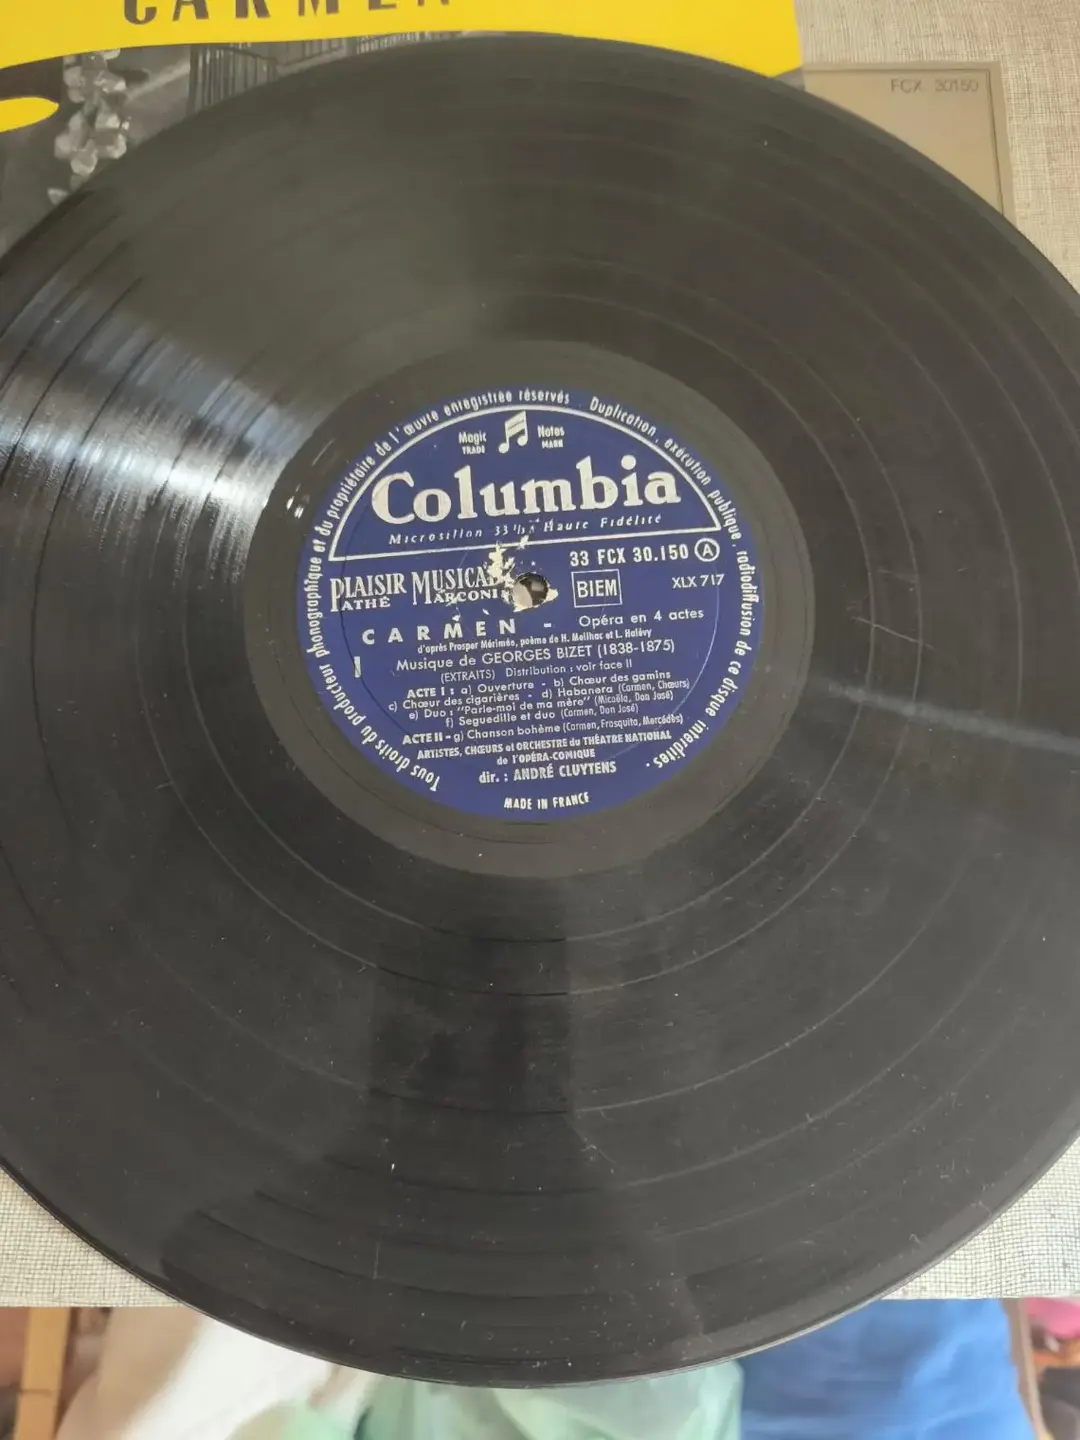 CARMEN
FCX 30150
Tous droits du producteur phonographique et du propriétaire de l'œuvre enregistrée réservés Duplication, exécution publique, radiodiffusion de ce disque interdites.
Magic Notes
TRADE MARK
Columbia
Microsillon 33 1/3 Haute Fidélité
33 FCX 30.150 A
PLAISIR MUSICAL
PATHÉ MARCONI
BIEM
XLX 717
CARMEN - Opéra en 4 actes
d'après Prosper Mérimée, poème de H. Meilhac et L. Halévy
I
Musique de GEORGES BIZET (1838-1875)
(EXTRAITS) Distribution : voir face II
ACTE I : a) Ouverture - b) Chœur des gamins
c) Chœur des cigarières - d) Habanera (Carmen, Chœurs)
e) Duo : "Parle-moi de ma mère" (Micaëla, Don José)
f) Seguedille et duo (Carmen, Don José)
ACTE II - g) Chanson bohème (Carmen, Frasquita, Mercédès)
ARTISTES, CHŒURS et ORCHESTRE du THÉATRE NATIONAL
de l'OPÉRA-COMIQUE
dir. : ANDRÉ CLUYTENS
MADE IN FRANCE